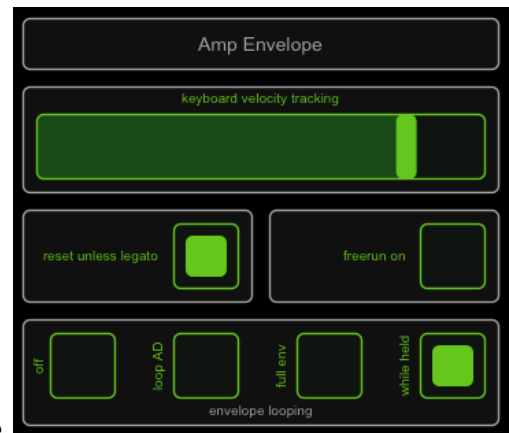 Amp Envelope
keyboard velocity tracking
reset unless legato
freerun on
off
loop AD
full env
while held
envelope looping